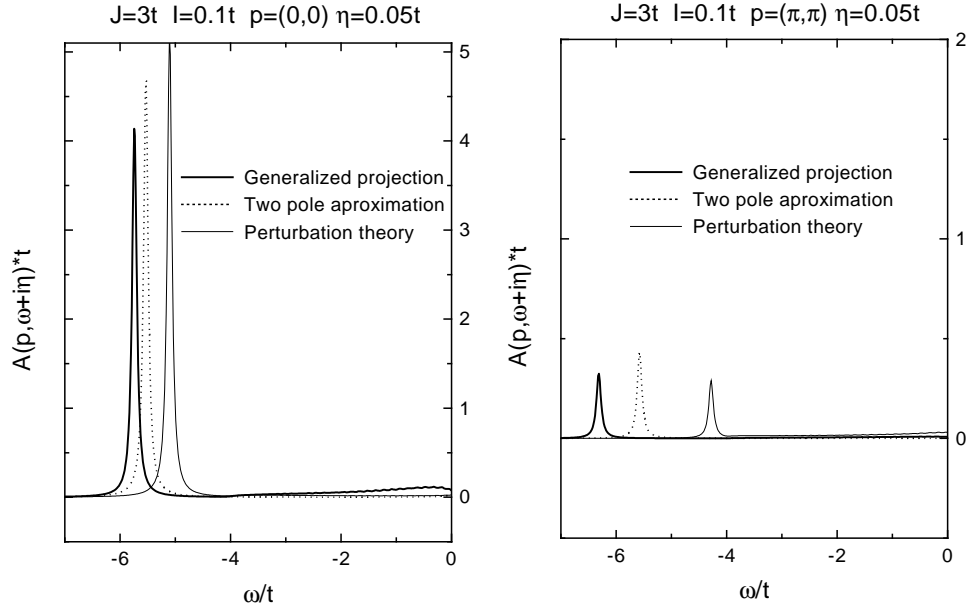 J=3t I=0.1t p=(0,0) η=0.05t
5
4
3
2
1
0
A(p,ω+iη)*t
Generalized projection
Two pole aproximation
Perturbation theory
-6 -4 -2 0
ω/t
J=3t I=0.1t p=(π,π) η=0.05t
2
1
0
A(p,ω+iη)*t
Generalized projection
Two pole aproximation
Perturbation theory
-6 -4 -2 0
ω/t